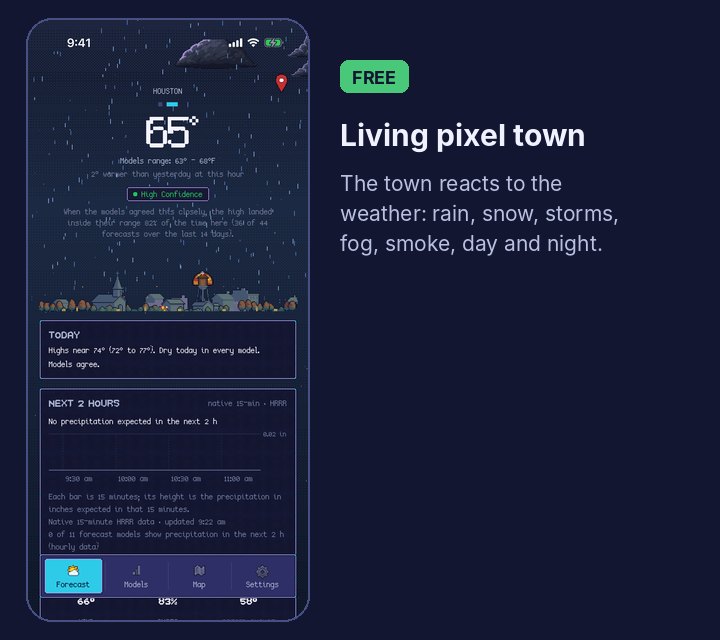 9:41
HOUSTON
65°
Models range: 63° - 68°F
2° warmer than yesterday at this hour
High Confidence
When the models agreed this closely, the high landed
inside their range 82% of the time here (361 of 44
forecasts over the last 14 days).
TODAY
Highs near 74° (72° to 77°). Dry today in every model.
Models agree.
NEXT 2 HOURS
native 15-min · HRRR
No precipitation expected in the next 2 h
0.02 in
9:30 am 10:00 am 10:30 am 11:00 am
Each bar is 15 minutes; its height is the precipitation in
inches expected in that 15 minutes.
Native 15-minute HRRR data · updated 9:22 am
0 of 11 forecast models show precipitation in the next 2 h
(hourly data)
Forecast Models Map Settings
66° 83% 58°
FREE
Living pixel town
The town reacts to the
weather: rain, snow, storms,
fog, smoke, day and night.